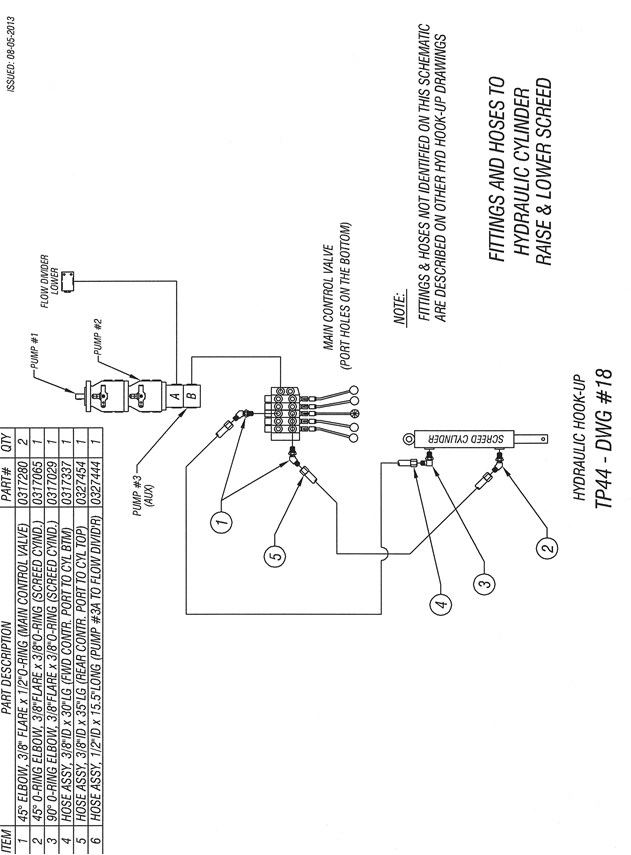 ITEM PART DESCRIPTION PART# QTY
1 45° ELBOW, 3/8" FLARE x 1/2"O-RING (MAIN CONTROL VALVE) 0317280 2
2 45° 0-RING ELBOW, 3/8"FLARE x 3/8"O-RING (SCREED CYIND.) 0317065 1
3 90° 0-RING ELBOW, 3/8"FLARE x 3/8"O-RING (SCREED CYIND.) 0317029 1
4 HOSE ASSY, 3/8"ID x 30"LG (FWD CONTR. PORT TO CYL BTM) 0317337 1
5 HOSE ASSY, 3/8"ID x 35"LG (REAR CONTR. PORT TO CYL TOP) 0327454 1
6 HOSE ASSY, 1/2"ID x 15.5"LONG (PUMP #3A TO FLOW DIVID'R) 0327444 1
ISSUED: 08-05-2013
PUMP #1
PUMP #2
FLOW DIVIDER
LOWER
A
B
PUMP #3
(AUX)
1
5
MAIN CONTROL VALVE
(PORT HOLES ON THE BOTTOM)
SCREED CYLINDER
4
3
2
NOTE:
FITTINGS & HOSES NOT IDENTIFIED ON THIS SCHEMATIC
ARE DESCRIBED ON OTHER HYD HOOK-UP DRAWINGS
FITTINGS AND HOSES TO
HYDRAULIC CYLINDER
RAISE & LOWER SCREED
HYDRAULIC HOOK-UP
TP44 - DWG #18